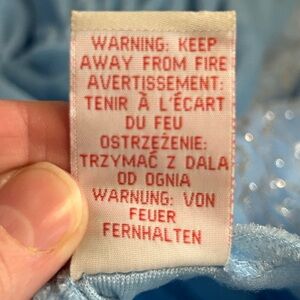 WARNING: KEEP
AWAY FROM FIRE
AVERTISSEMENT:
TENIR À L'ÉCART
DU FEU
OSTRZEŻENIE:
TRZYMAĆ Z DALA
OD OGNIA
WARNUNG: VON
FEUER
FERNHALTEN